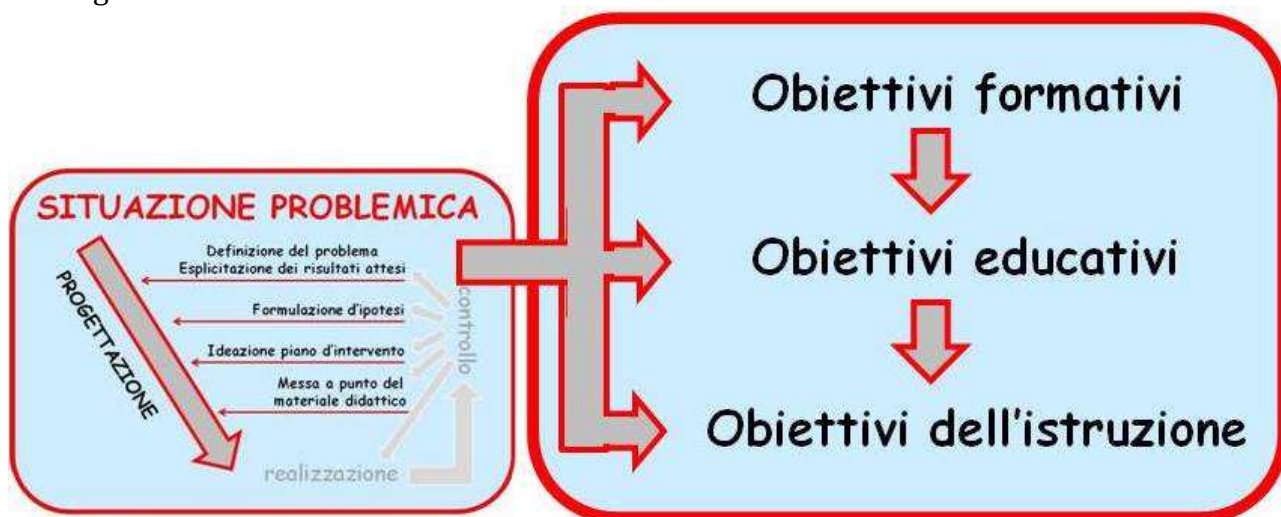 SITUAZIONE PROBLEMICA
PROGETTAZIONE
Definizione del problema
Esplicitazione dei risultati attesi
Formulazione d'ipotesi
Ideazione piano d'intervento
Messa a punto del
materiale didattico
controllo
realizzazione
Obiettivi formativi
Obiettivi educativi
Obiettivi dell'istruzione